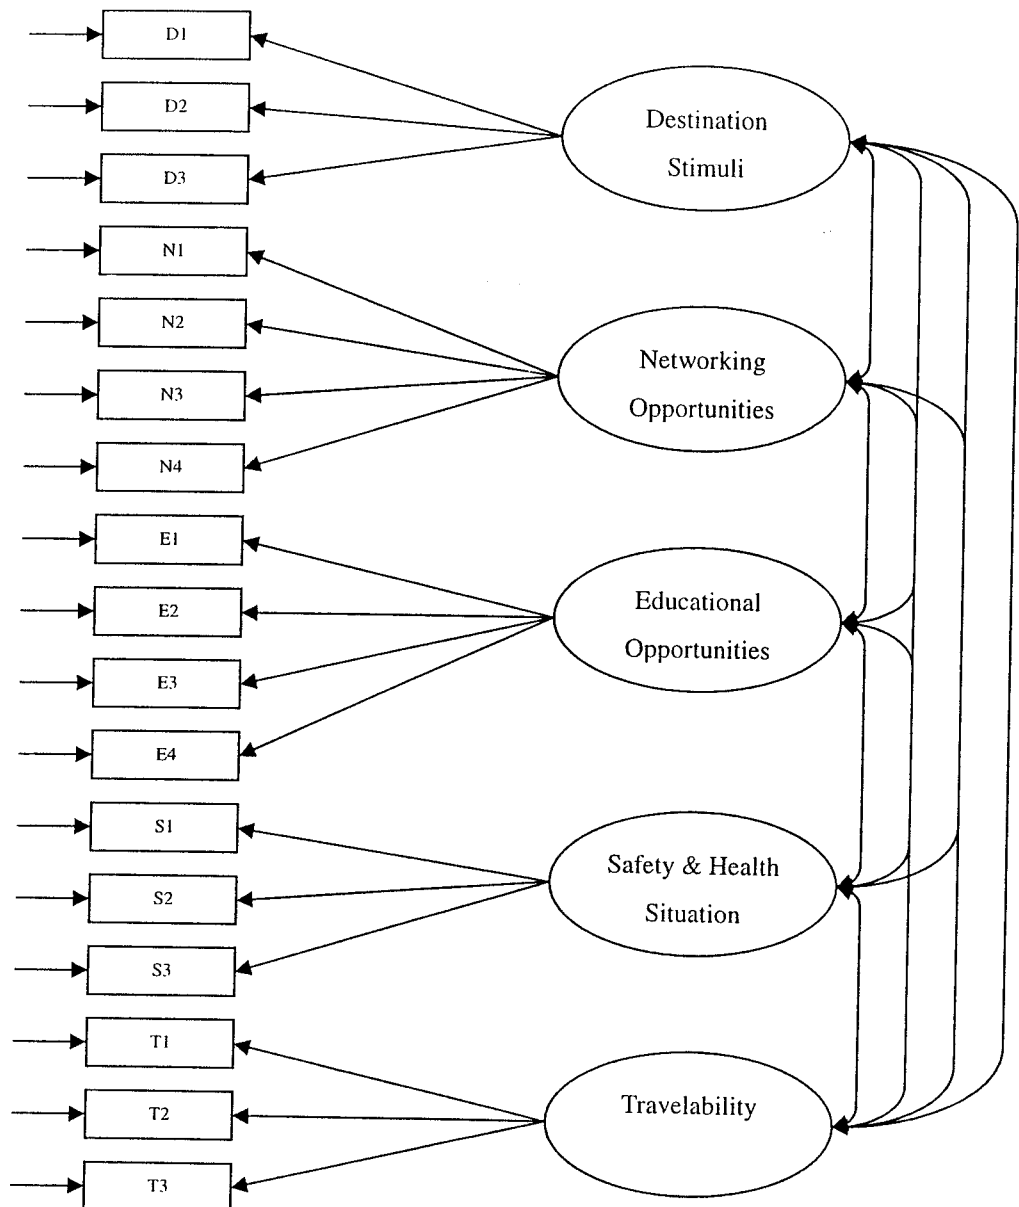 D1
D2
D3
N1
N2
N3
N4
E1
E2
E3
E4
S1
S2
S3
T1
T2
T3
Destination
Stimuli
Networking
Opportunities
Educational
Opportunities
Safety & Health
Situation
Travelability